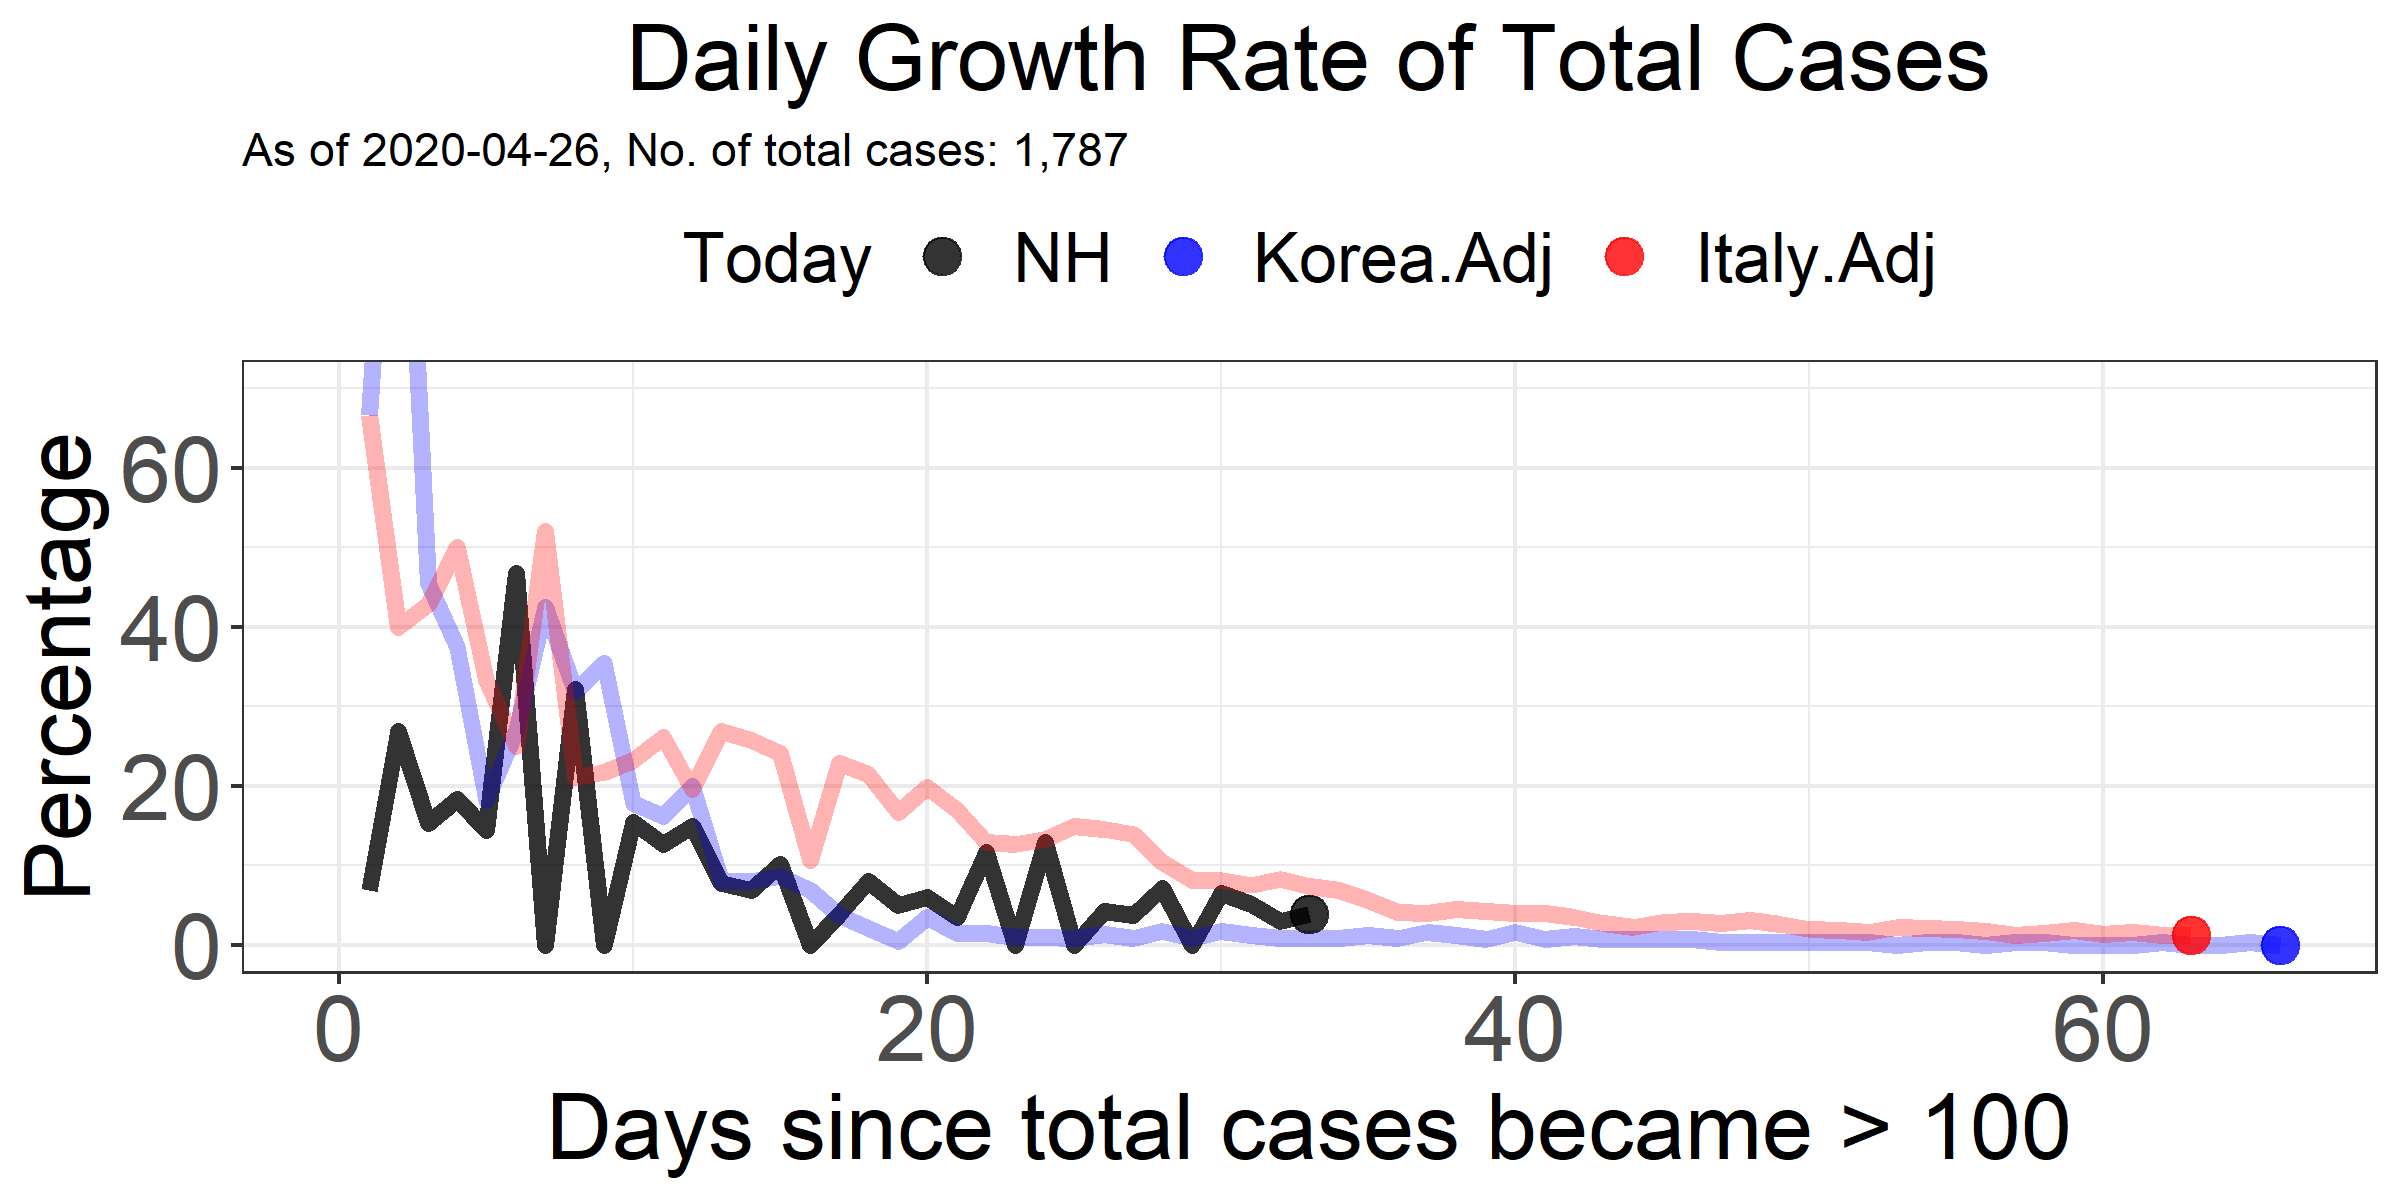 Daily Growth Rate of Total Cases
As of 2020-04-26, No. of total cases: 1,787
Today NH Korea.Adj Italy.Adj
Percentage
60
40
20
0
0 20 40 60
Days since total cases became > 100